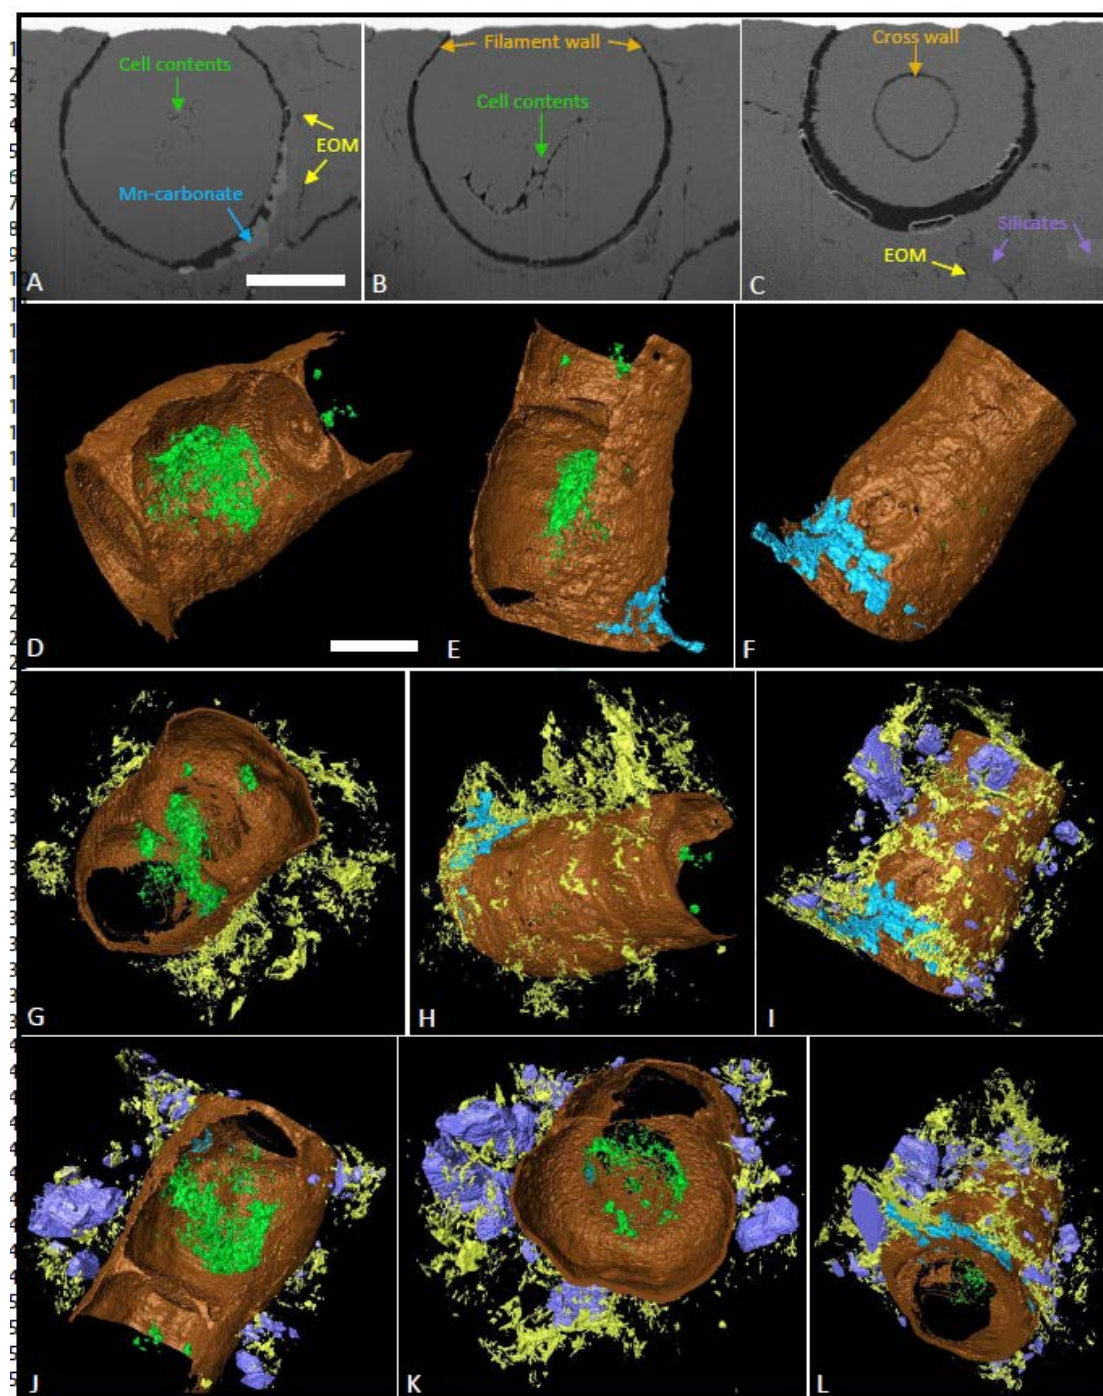 Cell contents
EOM
Mn-carbonate
A
Filament wall
Cell contents
B
Cross wall
Silicates
EOM
C
D
E
F
G
H
I
J
K
L